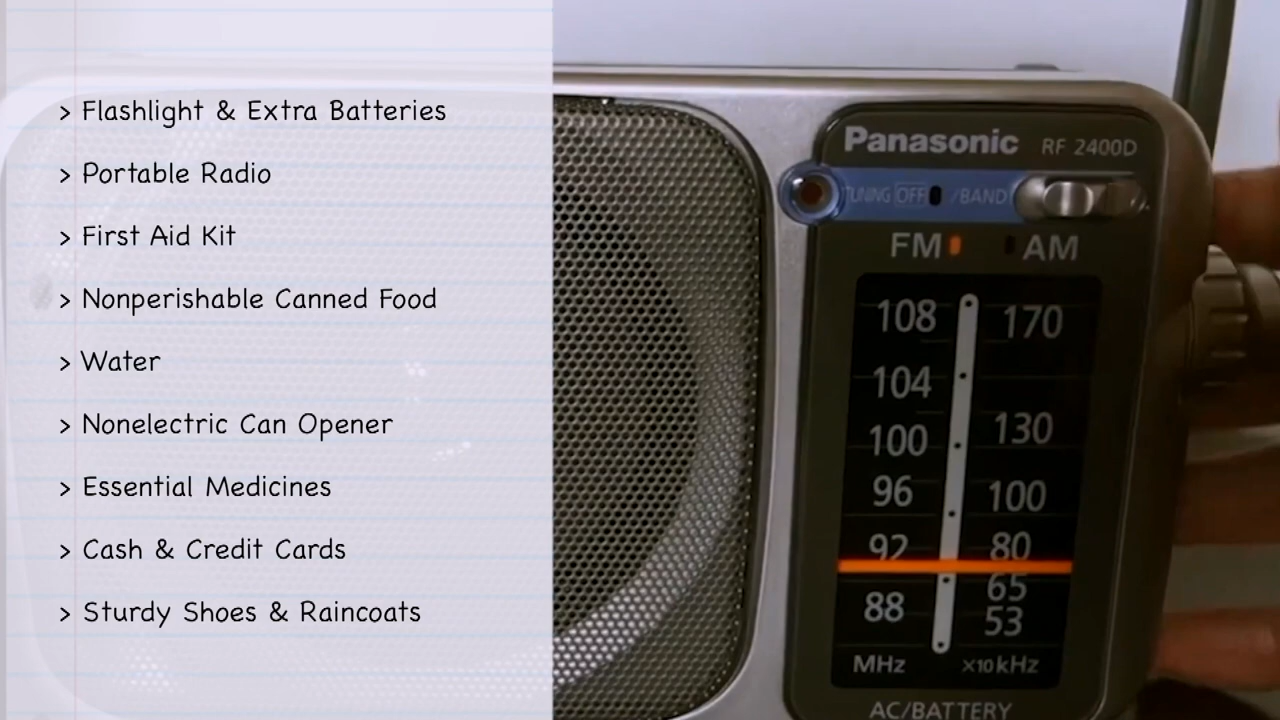 > Flashlight & Extra Batteries
> Portable Radio
> First Aid Kit
> Nonperishable Canned Food
> Water
> Nonelectric Can Opener
> Essential Medicines
> Cash & Credit Cards
> Sturdy Shoes & Raincoats
Panasonic RF 2400D
TUNING OFF /BAND
FM AM
108 170
104
100 130
96 100
92 80
65
88 53
MHz ×10 kHz
AC/BATTERY